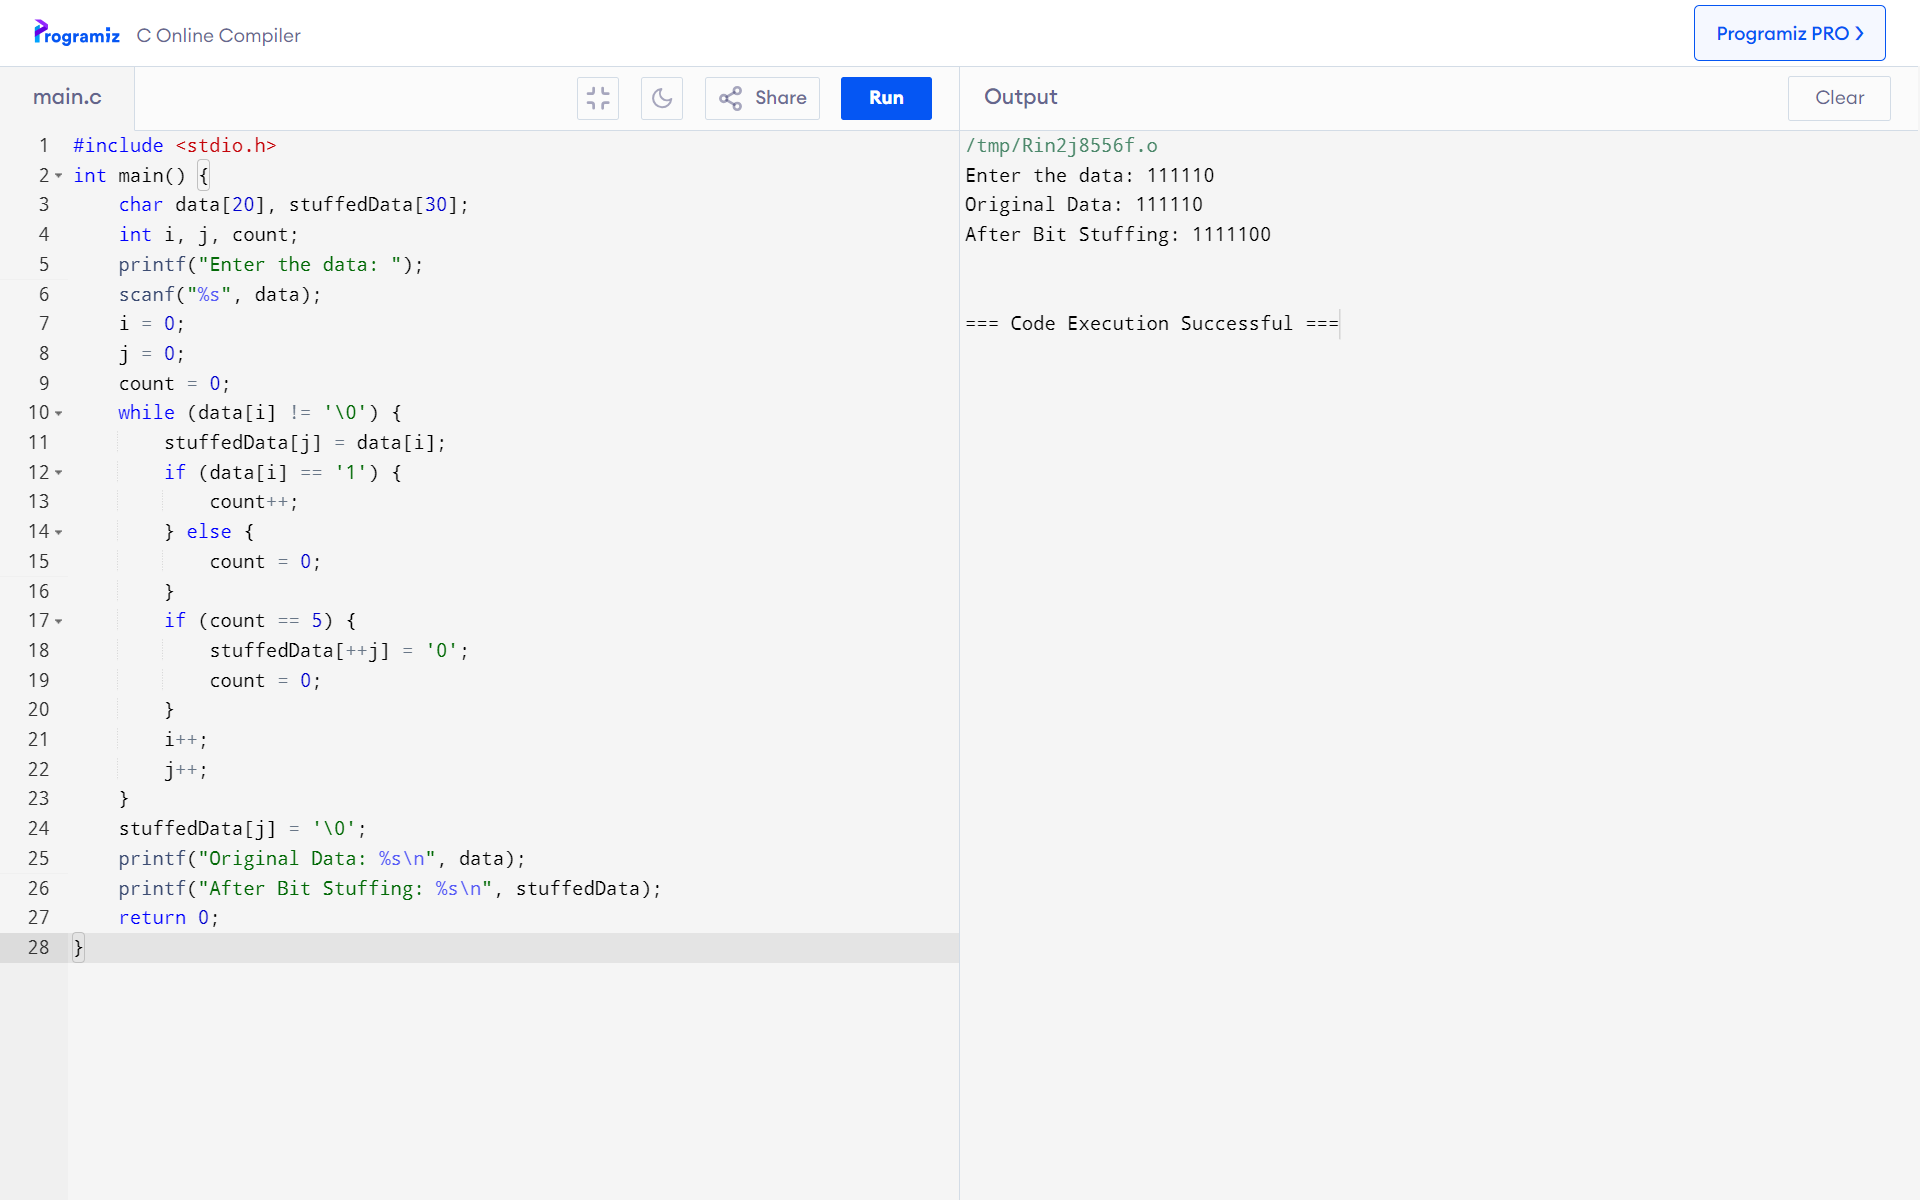 Programiz C Online Compiler
Programiz PRO ❯
main.c
Share
Run
Output
Clear
1 #include <stdio.h>
2 int main() {
3     char data[20], stuffedData[30];
4     int i, j, count;
5     printf("Enter the data: ");
6     scanf("%s", data);
7     i = 0;
8     j = 0;
9     count = 0;
10     while (data[i] != '\0') {
11         stuffedData[j] = data[i];
12         if (data[i] == '1') {
13             count++;
14         } else {
15             count = 0;
16         }
17         if (count == 5) {
18             stuffedData[++j] = '0';
19             count = 0;
20         }
21         i++;
22         j++;
23     }
24     stuffedData[j] = '\0';
25     printf("Original Data: %s\n", data);
26     printf("After Bit Stuffing: %s\n", stuffedData);
27     return 0;
28 }
/tmp/Rin2j8556f.o
Enter the data: 111110
Original Data: 111110
After Bit Stuffing: 1111100
=== Code Execution Successful ===